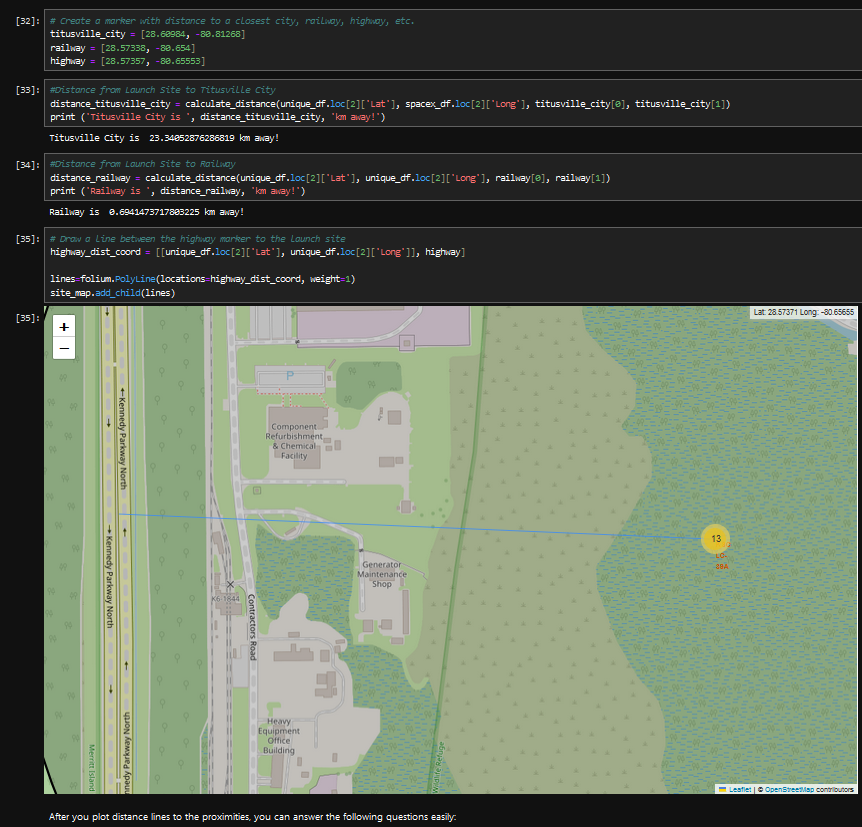 [32]:
# Create a marker with distance to a closest city, railway, highway, etc.
titusville_city = [28.60984, -80.81268]
railway = [28.57338, -80.654]
highway = [28.57357, -80.65553]
[33]:
#Distance from Launch Site to Titusville City
distance_titusville_city = calculate_distance(unique_df.loc[2]['Lat'], spacex_df.loc[2]['Long'], titusville_city[0], titusville_city[1])
print ('Titusville City is ', distance_titusville_city, 'km away!')
Titusville City is  23.34052876286819 km away!
[34]:
#Distance from Launch Site to Railway
distance_railway = calculate_distance(unique_df.loc[2]['Lat'], unique_df.loc[2]['Long'], railway[0], railway[1])
print ('Railway is ', distance_railway, 'km away!')
Railway is  0.6941473717803225 km away!
[35]:
# Draw a line between the highway marker to the launch site
highway_dist_coord = [[unique_df.loc[2]['Lat'], unique_df.loc[2]['Long']], highway]
lines=folium.PolyLine(locations=highway_dist_coord, weight=1)
site_map.add_child(lines)
[35]:
+
−
Lat: 28.57371 Long: -80.65655
P
Kennedy Parkway North
Component
Refurbishment
& Chemical
Facility
13
LC-
39A
Kennedy Parkway North
Generator
Maintenance
Shop
K6-1844
Contractors Road
Heavy
Equipment
Office
Building
Kennedy Parkway North
Merritt Island
Wildlife Refuge
Leaflet | © OpenStreetMap contributors
After you plot distance lines to the proximities, you can answer the following questions easily: